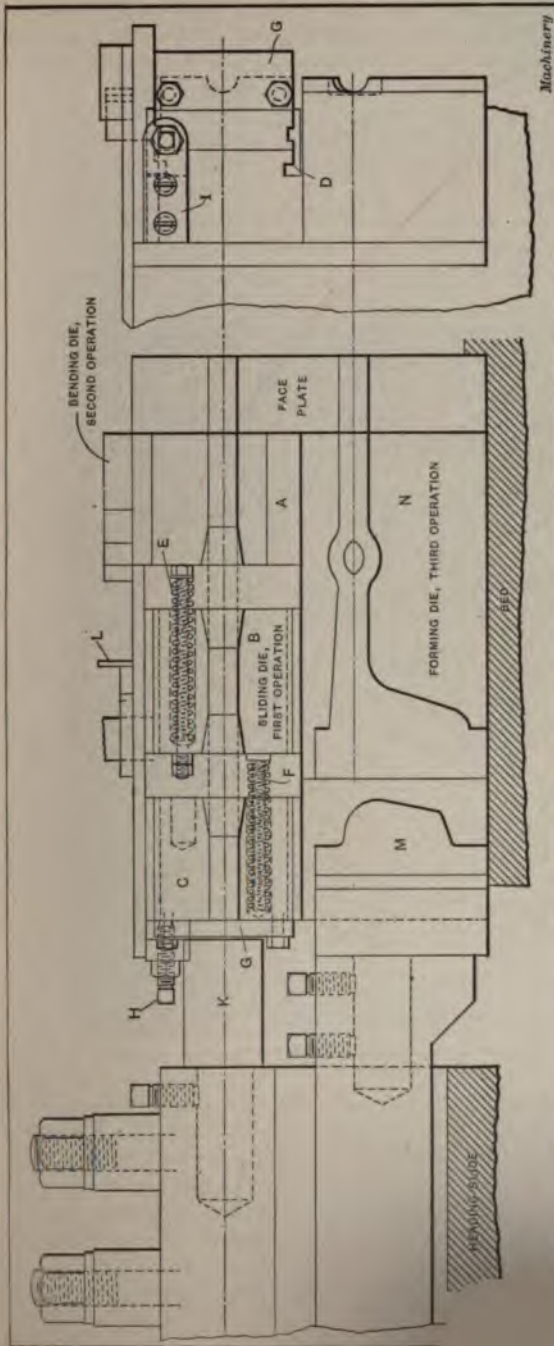 BENDING DIE,
SECOND OPERATION
L
E
H
C
B
SLIDING DIE,
FIRST OPERATION
A
FACE
PLATE
F
G
K
M
FORMING DIE, THIRD OPERATION
N
BED
HEADING SLIDE
G
I
D
Machinery